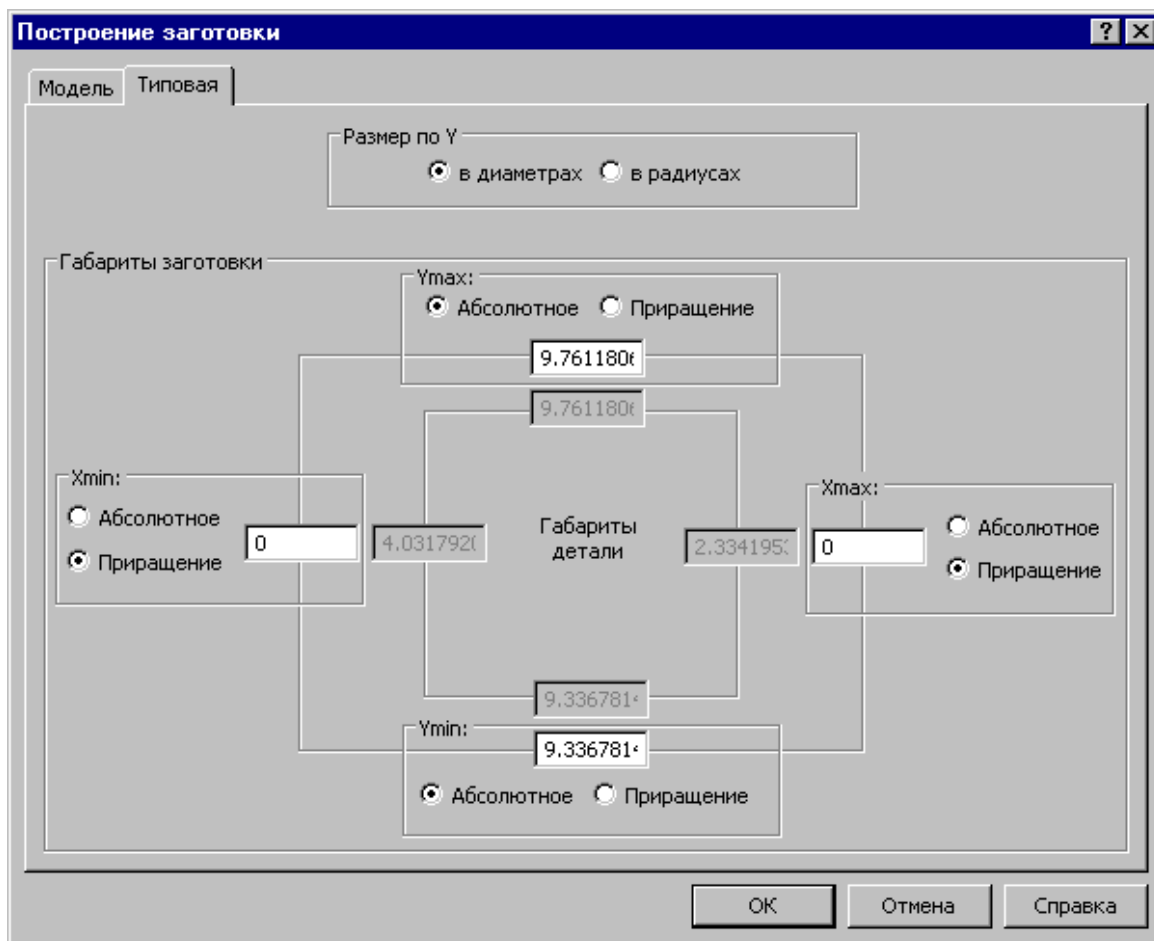 Построение заготовки
Модель
Типовая
Размер по Y
в диаметрах
в радиусах
Габариты заготовки
Ymax:
Абсолютное
Приращение
9.761180
9.761180
Xmin:
Абсолютное
Приращение
0
4.031792
Габариты
детали
2.334195
Xmax:
0
Абсолютное
Приращение
9.336781
Ymin:
9.336781
Абсолютное
Приращение
OK
Отмена
Справка